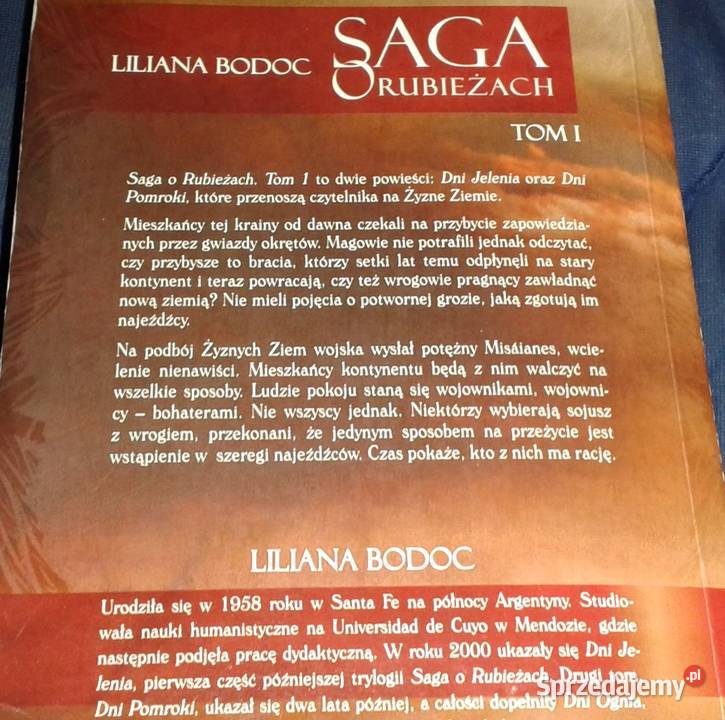 LILIANA BODOC SAGA
O RUBIEŻACH
TOM I
Saga o Rubieżach. Tom 1 to dwie powieści: Dni Jelenia oraz Dni
Pomroki, które przenoszą czytelnika na Żyzne Ziemie.
Mieszkańcy tej krainy od dawna czekali na przybycie zapowiedzia-
nych przez gwiazdy okrętów. Magowie nie potrafili jednak odczytać,
czy przybysze to bracia, którzy setki lat temu odpłynęli na stary
kontynent i teraz powracają, czy też wrogowie pragnący zawładnąć
nową ziemią? Nie mieli pojęcia o potwornej grozie, jaką zgotują im
najeźdźcy.
Na podbój Żyznych Ziem wojska wysłał potężny Misáianes, wcie-
lenie nienawiści. Mieszkańcy kontynentu będą z nim walczyć na
wszelkie sposoby. Ludzie pokoju staną się wojownikami, wojowni-
cy – bohaterami. Nie wszyscy jednak. Niektórzy wybierają sojusz
z wrogiem, przekonani, że jedynym sposobem na przeżycie jest
wstąpienie w szeregi najeźdźców. Czas pokaże, kto z nich ma rację.
LILIANA BODOC
Urodziła się w 1958 roku w Santa Fe na północy Argentyny. Studio-
wała nauki humanistyczne na Universidad de Cuyo w Mendozie, gdzie
następnie podjęła pracę dydaktyczną. W roku 2000 ukazały się Dni Je-
lenia, pierwsza część późniejszej trylogii Saga o Rubieżach. Drugi tom,
Dni Pomroki, ukazał się dwa lata później, a całości dopełniły Dni Ognia,
Sprzedajemy.pl